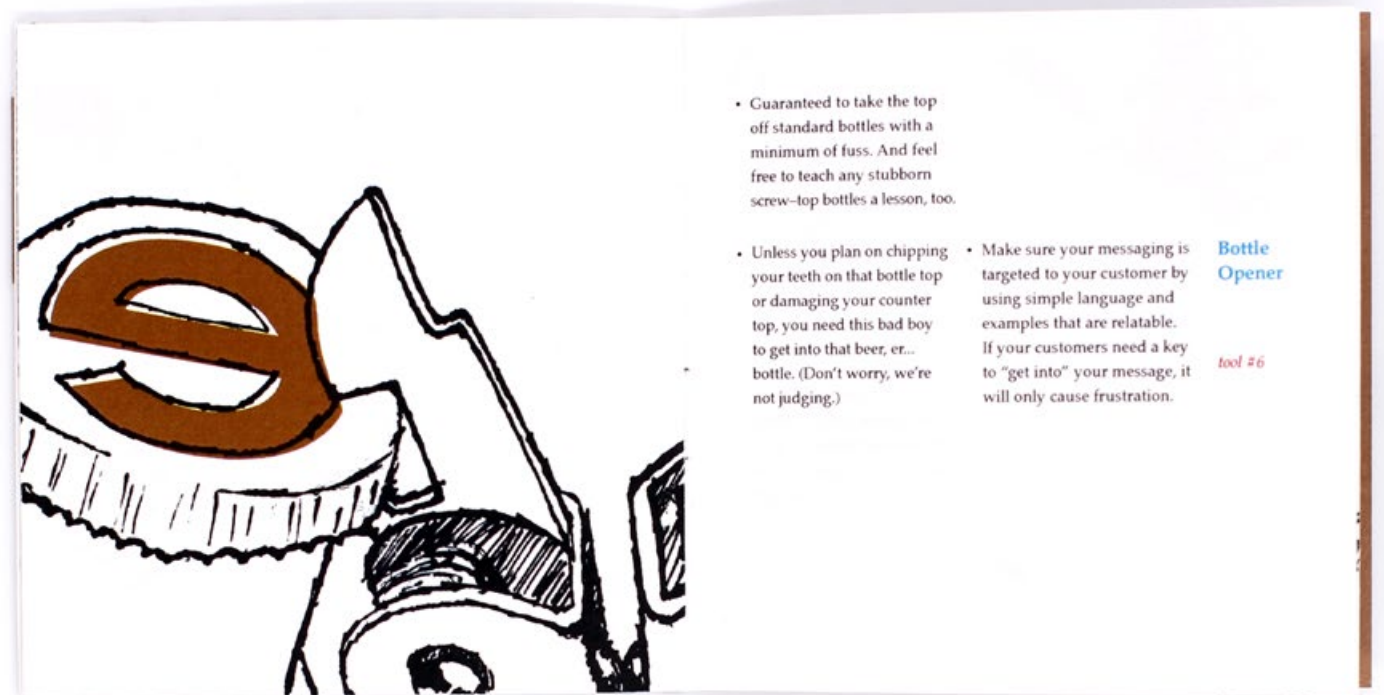 • Guaranteed to take the top
off standard bottles with a
minimum of fuss. And feel
free to teach any stubborn
screw-top bottles a lesson, too.
• Unless you plan on chipping
your teeth on that bottle top
or damaging your counter
top, you need this bad boy
to get into that beer, er...
bottle. (Don't worry, we're
not judging.)
• Make sure your messaging is
targeted to your customer by
using simple language and
examples that are relatable.
If your customers need a key
to "get into" your message, it
will only cause frustration.
Bottle
Opener
tool #6
e